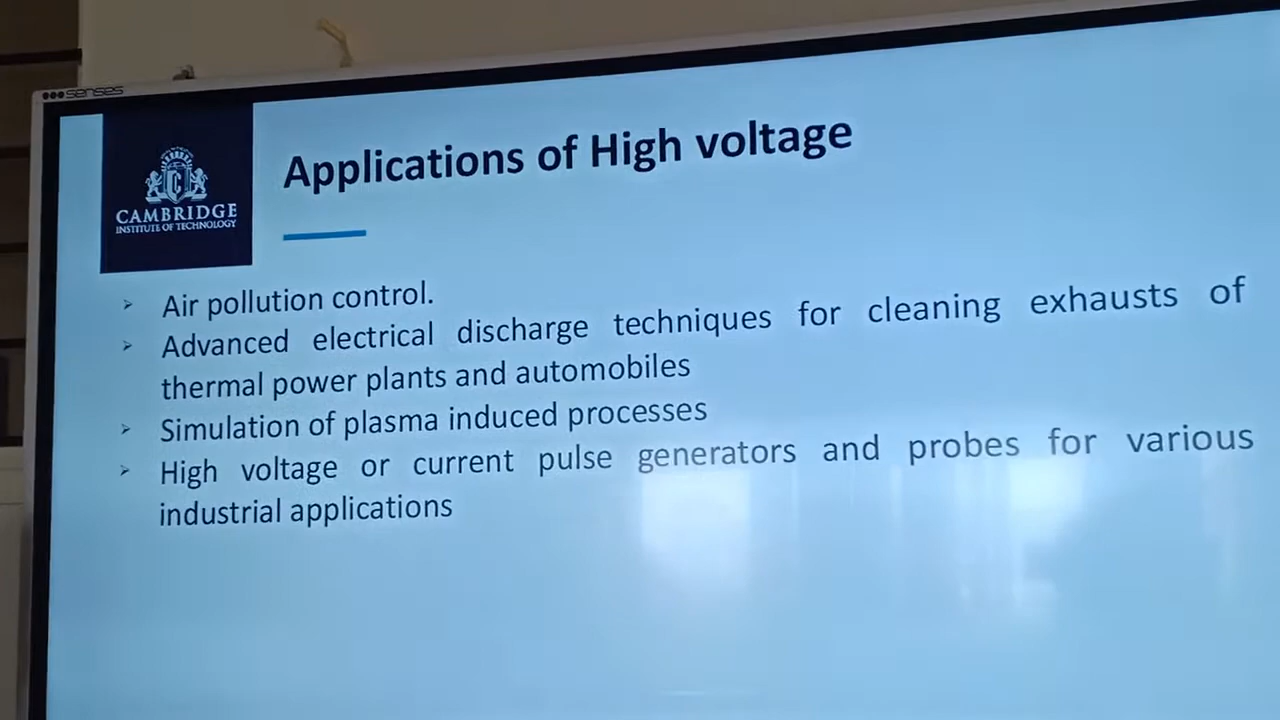 senses
CAMBRIDGE
INSTITUTE OF TECHNOLOGY
Applications of High voltage
➢ Air pollution control.
➢ Advanced electrical discharge techniques for cleaning exhausts of
thermal power plants and automobiles
➢ Simulation of plasma induced processes
➢ High voltage or current pulse generators and probes for various
industrial applications